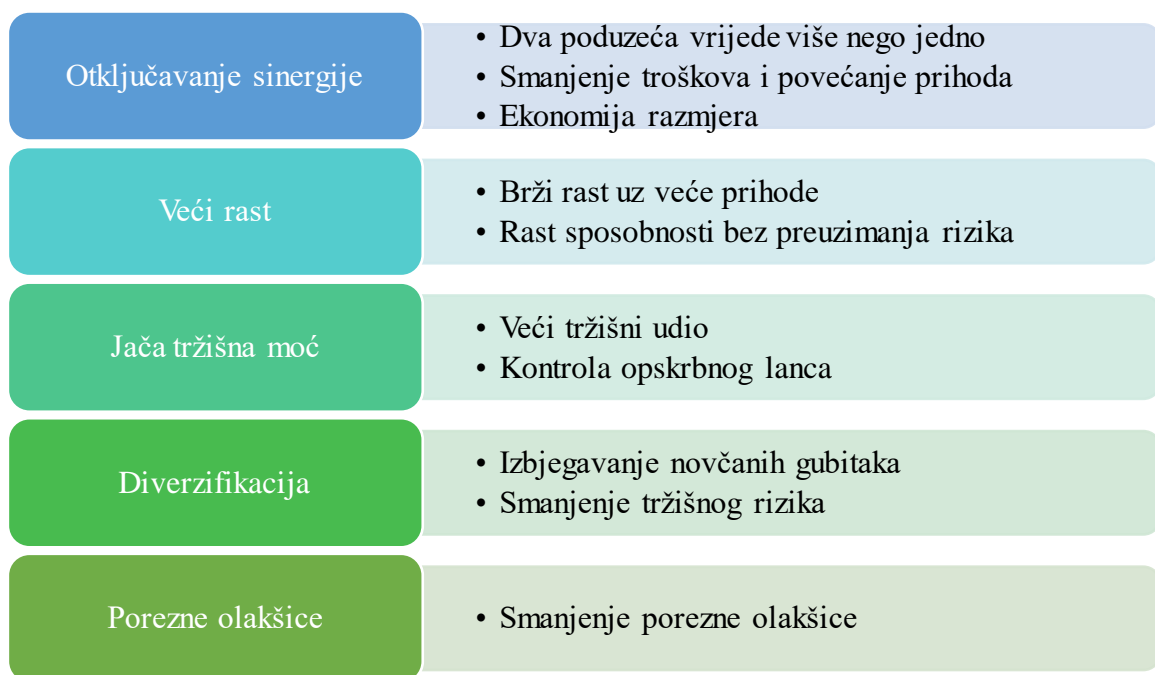 Otključavanje sinergije
• Dva poduzeća vrijede više nego jedno
• Smanjenje troškova i povećanje prihoda
• Ekonomija razmjera
Veći rast
• Brži rast uz veće prihode
• Rast sposobnosti bez preuzimanja rizika
Jača tržišna moć
• Veći tržišni udio
• Kontrola opskrbnog lanca
Diverzifikacija
• Izbjegavanje novčanih gubitaka
• Smanjenje tržišnog rizika
Porezne olakšice
• Smanjenje porezne olakšice